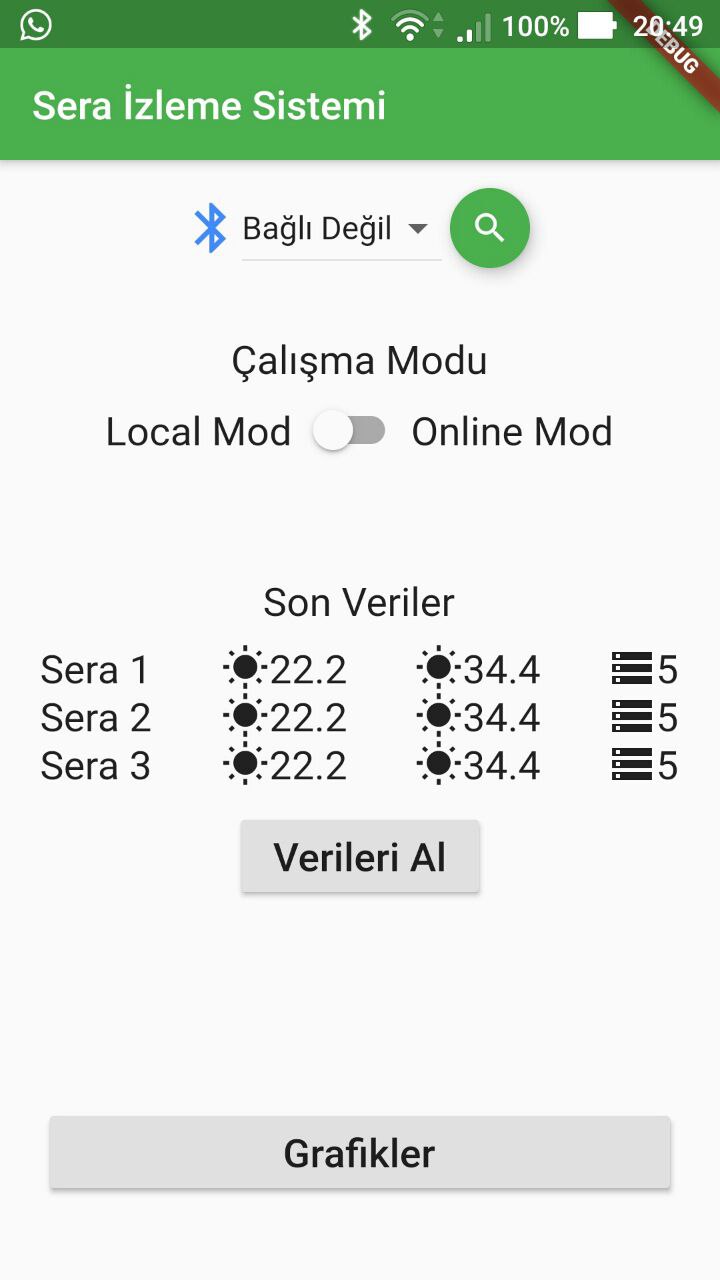 100% 20:49
DEBUG
Sera İzleme Sistemi
Bağlı Değil
Çalışma Modu
Local Mod Online Mod
Son Veriler
Sera 1 22.2 34.4 5
Sera 2 22.2 34.4 5
Sera 3 22.2 34.4 5
Verileri Al
Grafikler